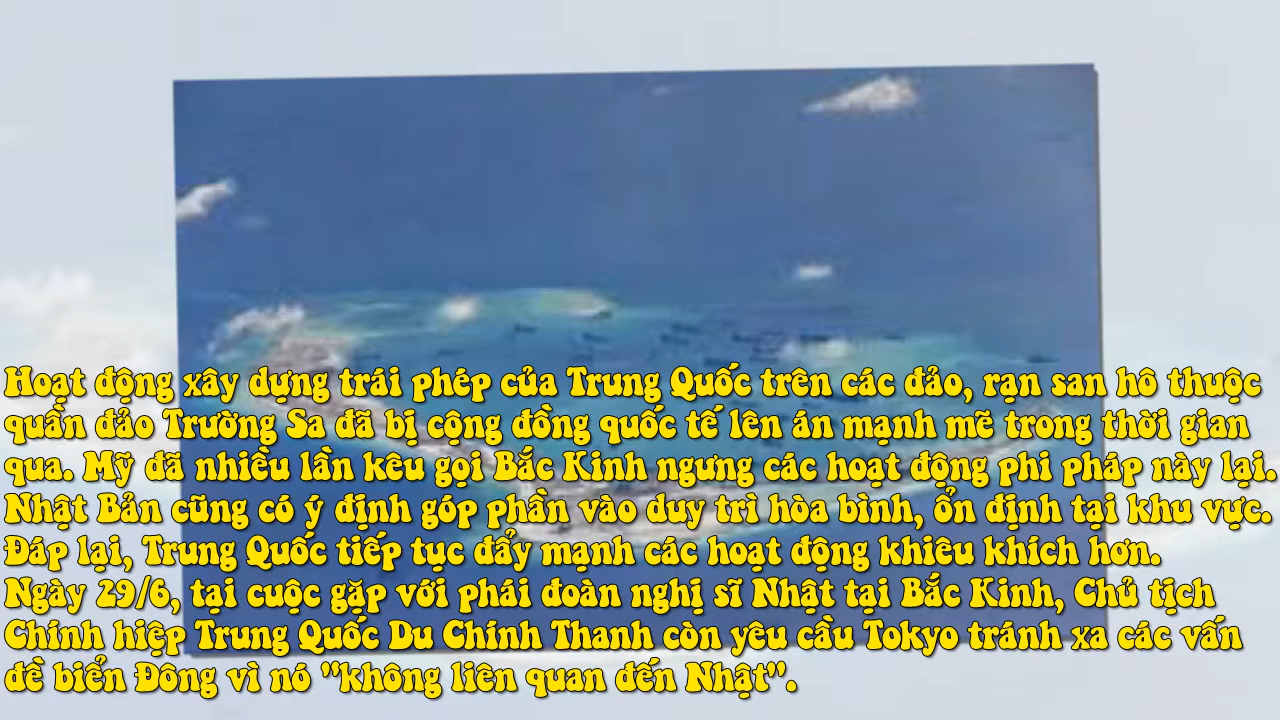 Hoạt động xây dựng trái phép của Trung Quốc trên các đảo, rạn san hô thuộc
quần đảo Trường Sa đã bị cộng đồng quốc tế lên án mạnh mẽ trong thời gian
qua. Mỹ đã nhiều lần kêu gọi Bắc Kinh ngưng các hoạt động phi pháp này lại.
Nhật Bản cũng có ý định góp phần vào duy trì hòa bình, ổn định tại khu vực.
Đáp lại, Trung Quốc tiếp tục đẩy mạnh các hoạt động khiêu khích hơn.
Ngày 29/6, tại cuộc gặp với phái đoàn nghị sĩ Nhật tại Bắc Kinh, Chủ tịch
Chính hiệp Trung Quốc Du Chính Thanh còn yêu cầu Tokyo tránh xa các vấn
đề biển Đông vì nó "không liên quan đến Nhật".